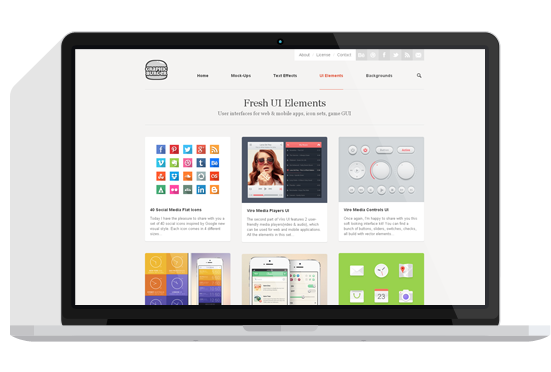 About
License
Contact
GRAPHIC
BURGER
Home
Mock-Ups
Text Effects
UI Elements
Backgrounds
Fresh UI Elements
User interfaces for web & mobile apps, icon sets, game GUI
40 Social Media Flat Icons
Today I have the pleasure to share with you a
set of 40 social icons inspired by Google new
visual style. Each icon comes in 4 different
Viro Media Players UI
The second part of Viro UI features 2 user
friendly media players(video & audio), which
can be used for web and mobile applications.
All the elements in this set
Viro Media Controls UI
Once again, I'm happy to share with you this
soft looking interface kit! You can find a
bunch of buttons, sliders, switches, checks,
all build with vector elements
23